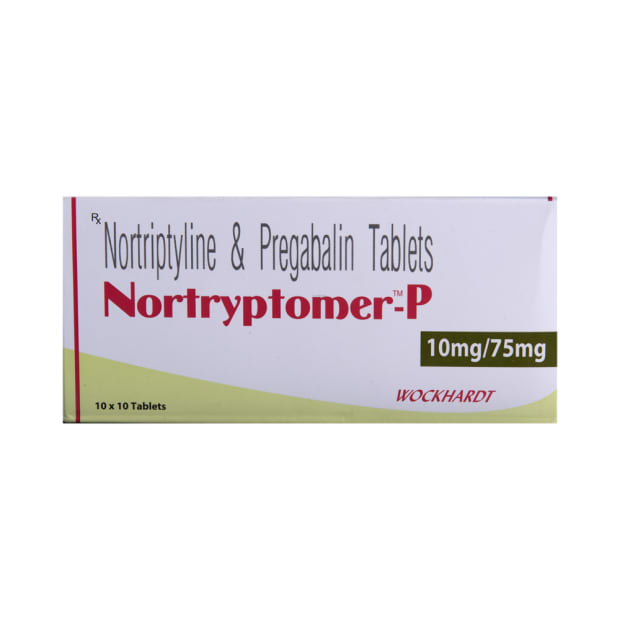 Rx
Nortriptyline & Pregabalin Tablets
Nortryptomer™-P
10mg/75mg
WOCKHARDT
10 x 10 Tablets